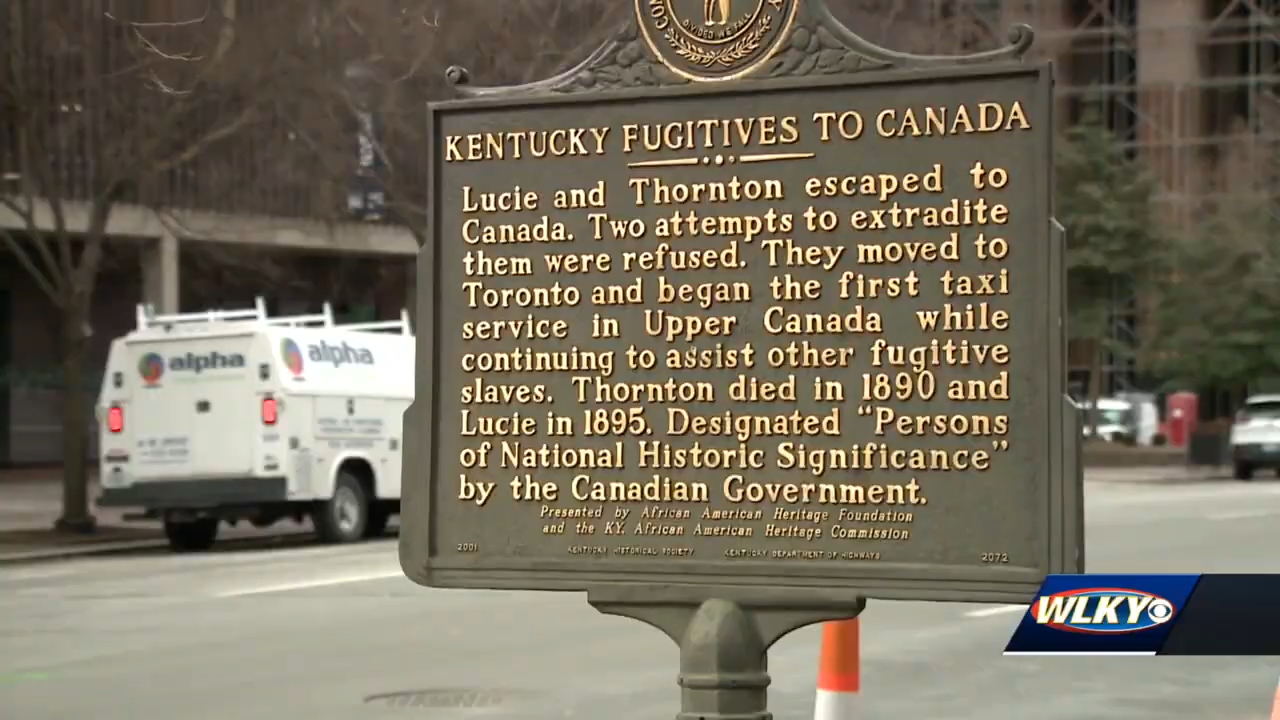 DIVIDED WE FALL
KENTUCKY FUGITIVES TO CANADA
Lucie and Thornton escaped to
Canada. Two attempts to extradite
them were refused. They moved to
Toronto and began the first taxi
service in Upper Canada while
continuing to assist other fugitive
slaves. Thornton died in 1890 and
Lucie in 1895. Designated “Persons
of National Historic Significance”
by the Canadian Government.
Presented by African American Heritage Foundation
and the KY. African American Heritage Commission
2001 KENTUCKY HISTORICAL SOCIETY KENTUCKY DEPARTMENT OF HIGHWAYS 2072
alpha
alpha
WLKY